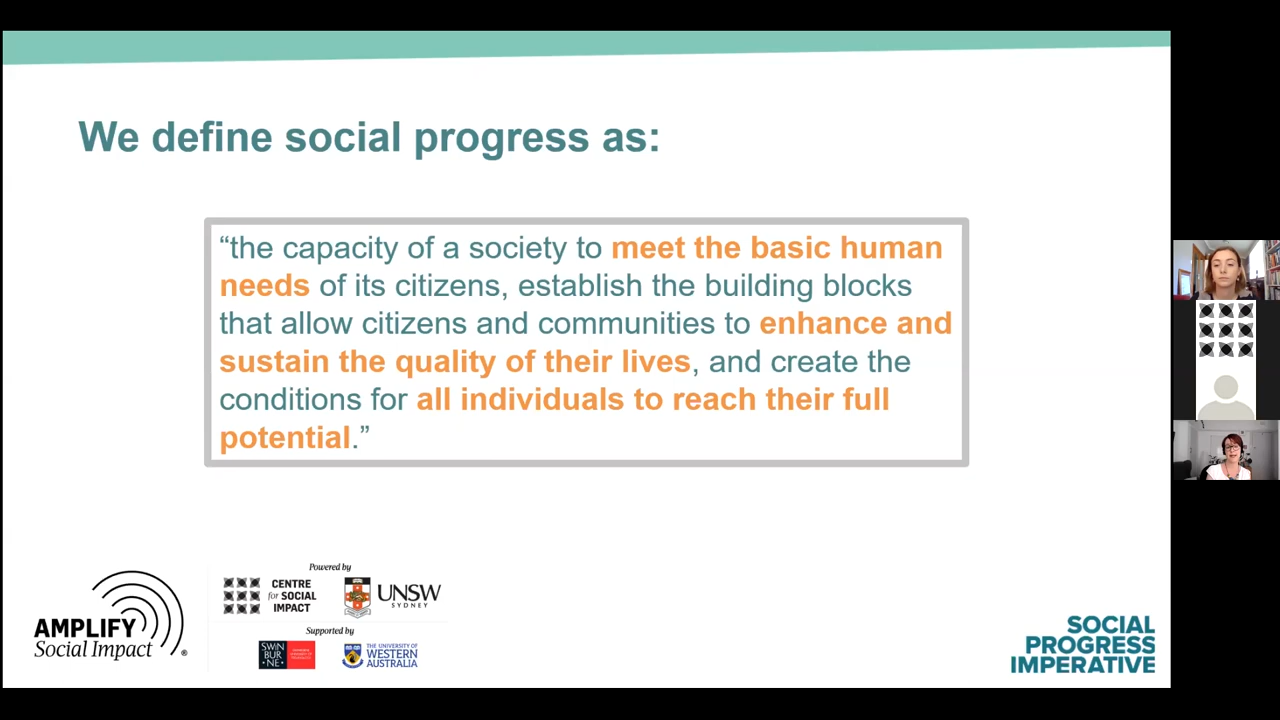 We define social progress as:
“the capacity of a society to meet the basic human
needs of its citizens, establish the building blocks
that allow citizens and communities to enhance and
sustain the quality of their lives, and create the
conditions for all individuals to reach their full
potential.”
AMPLIFY
Social Impact
®
Powered by
CENTRE
for SOCIAL
IMPACT
UNSW
SYDNEY
Supported by
SWIN
BUR
NE
THE UNIVERSITY OF
WESTERN
AUSTRALIA
SOCIAL
PROGRESS
IMPERATIVE